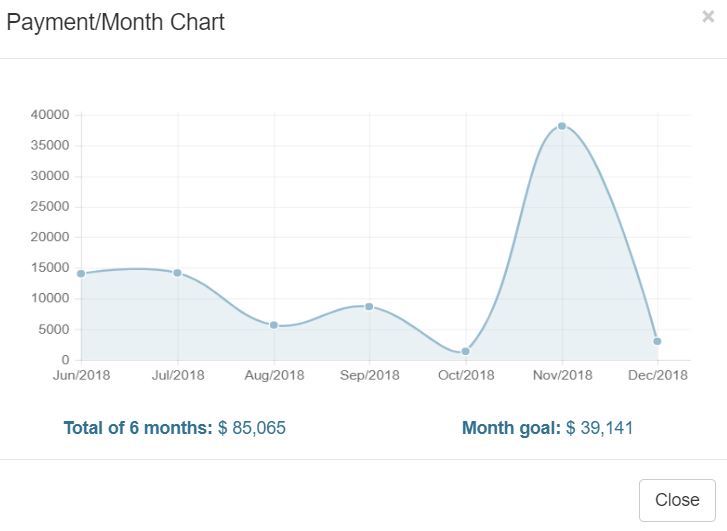 Payment/Month Chart ×
40000
35000
30000
25000
20000
15000
10000
5000
0
Jun/2018 Jul/2018 Aug/2018 Sep/2018 Oct/2018 Nov/2018 Dec/2018
Total of 6 months: $ 85,065 Month goal: $ 39,141
Close